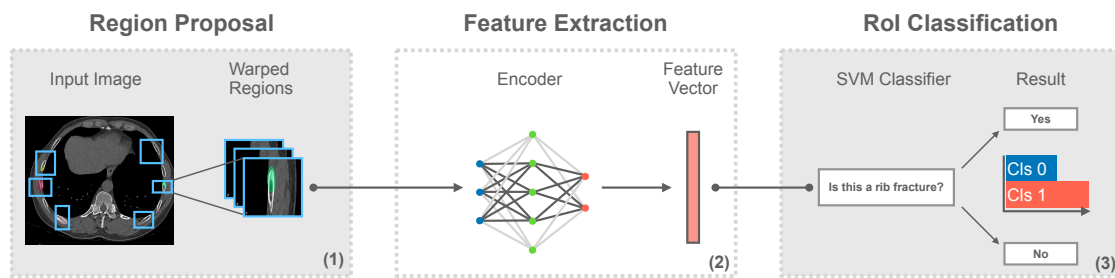 Region Proposal
Feature Extraction
RoI Classification
Input Image
Warped
Regions
Encoder
Feature
Vector
SVM Classifier
Result
Yes
Is this a rib fracture?
Cls 0
Cls 1
No
(1)
(2)
(3)